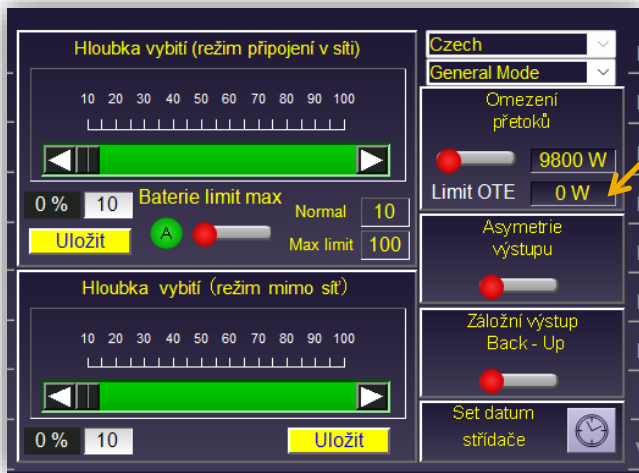 Hloubka vybití (režim připojení v síti)
10 20 30 40 50 60 70 80 90 100
0 % 10
Uložit
Baterie limit max
A
Normal 10
Max limit 100
Hloubka vybití (režim mimo síť)
10 20 30 40 50 60 70 80 90 100
0 % 10
Uložit
Czech
General Mode
Omezení
přetoků
9800 W
Limit OTE 0 W
Asymetrie
výstupu
Záložní výstup
Back - Up
Set datum
střídače